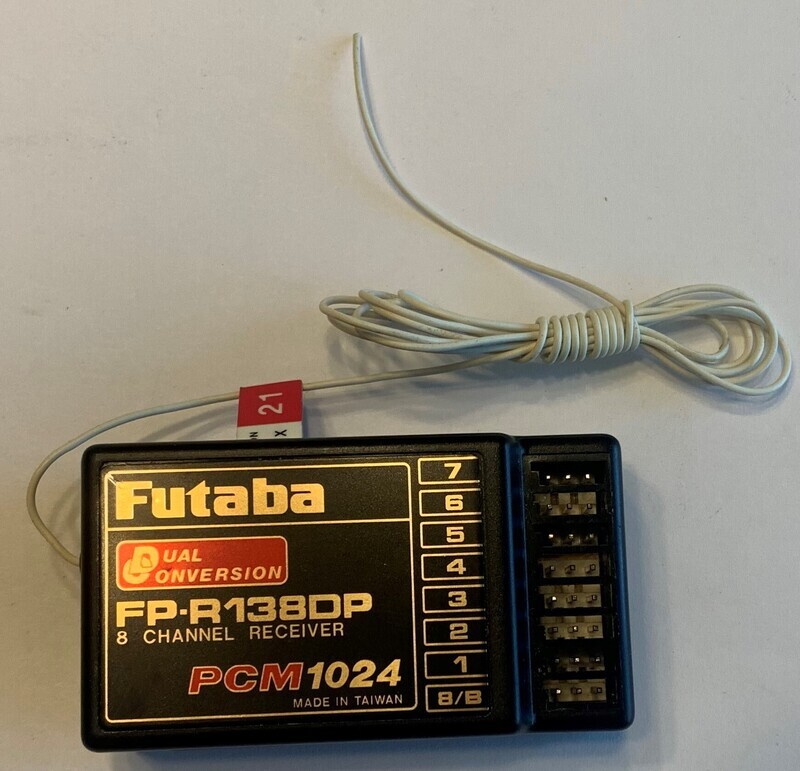 21
X
Futaba
DUAL
CONVERSION
FP-R138DP
8 CHANNEL RECEIVER
PCM1024
MADE IN TAIWAN
7
6
5
4
3
2
1
8/B